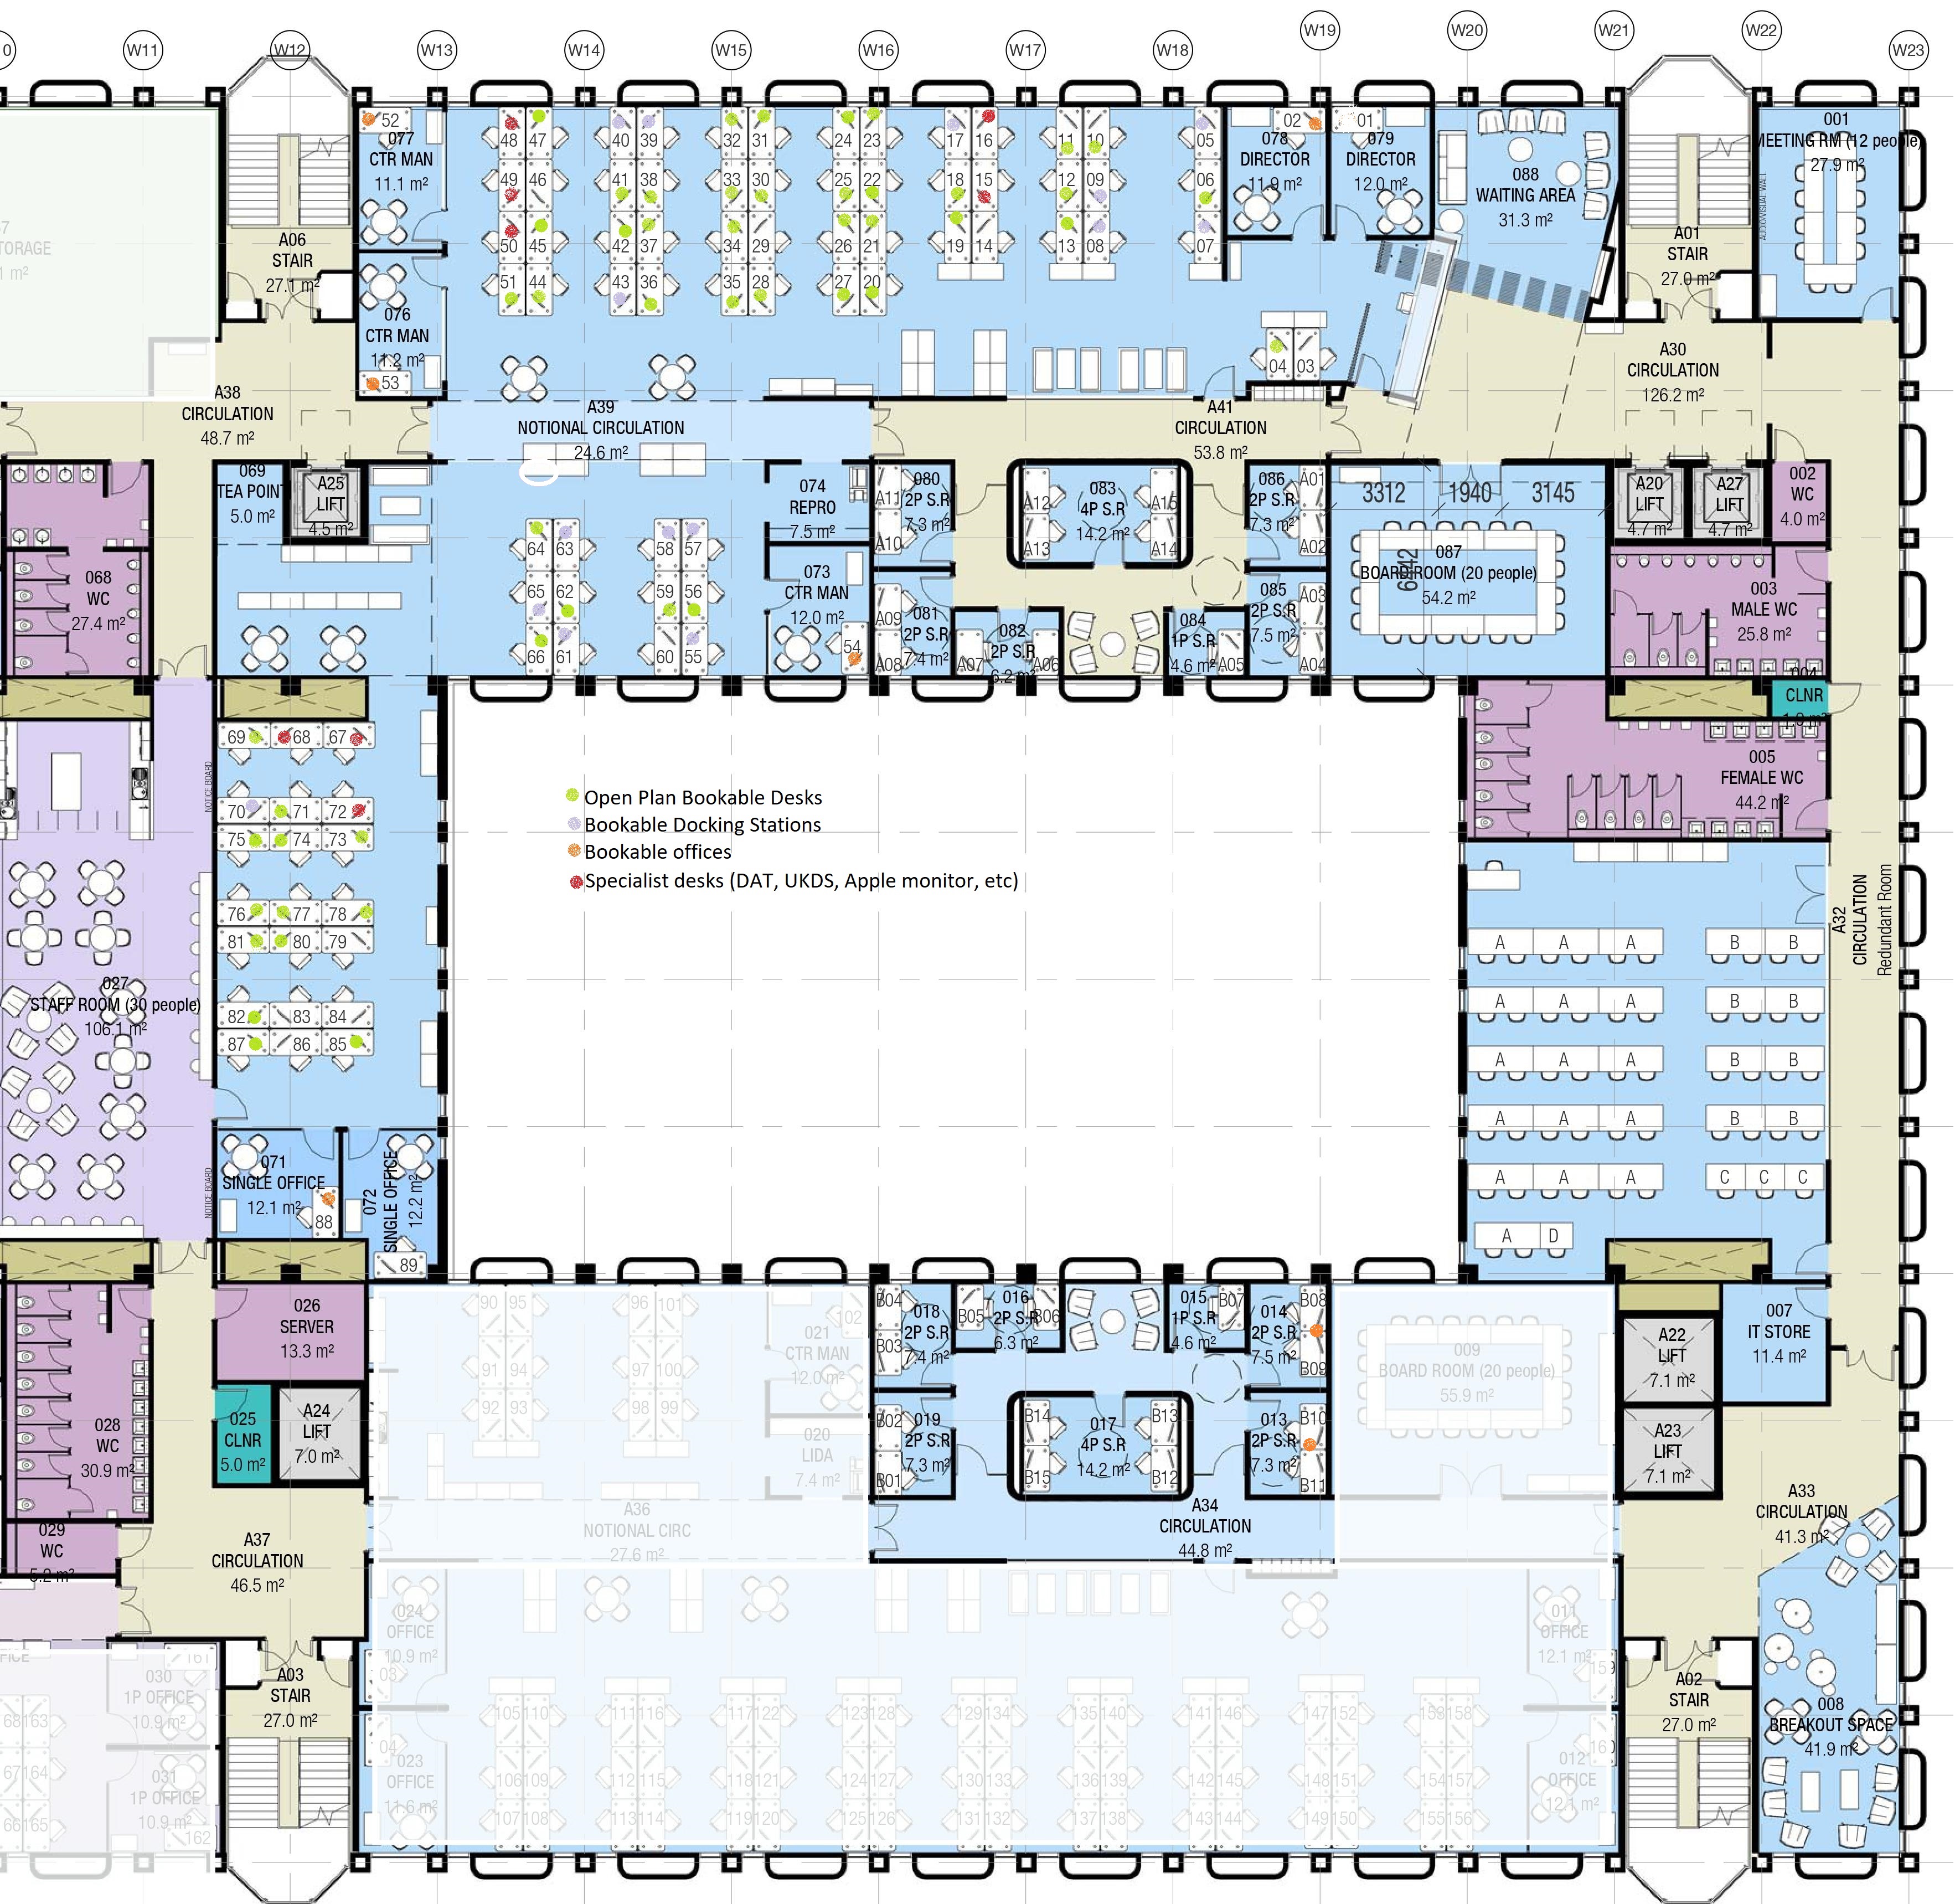 0
W11
W12
W13
W14
W15
W16
W17
W18
W19
W20
W21
W22
W23
52
077
CTR MAN
11.1 m²
48 47
49 46
50 45
51 44
40 39
41 38
42 37
43 36
32 31
33 30
34 29
35 28
24 23
25 22
26 21
27 20
17 16
18 15
19 14
11 10
12 09
13 08
05
06
07
02
078
DIRECTOR
11.9 m²
01
079
DIRECTOR
12.0 m²
088
WAITING AREA
31.3 m²
001
MEETING RM (12 people)
27.9 m²
AUDIO/VISUAL WALL
7
TORAGE
1 m²
A06
STAIR
27.1 m²
A01
STAIR
27.0 m²
076
CTR MAN
11.2 m²
53
04 03
A30
CIRCULATION
126.2 m²
A38
CIRCULATION
48.7 m²
A39
NOTIONAL CIRCULATION
24.6 m²
A41
CIRCULATION
53.8 m²
069
TEA POINT
5.0 m²
A25
LIFT
4.5 m²
074
REPRO
7.5 m²
A11
080
2P S.R
7.3 m²
A10
A12
083
4P S.R
14.2 m²
A15
A13
A14
086
2P S.R
7.3 m²
A01
A02
3312
1940
3145
6442
087
BOARD ROOM (20 people)
54.2 m²
A20
LIFT
4.7 m²
A27
LIFT
4.7 m²
002
WC
4.0 m²
64 63
65 62
66 61
58 57
59 56
60 55
068
WC
27.4 m²
073
CTR MAN
12.0 m²
54
A09
081
2P S.R
7.4 m²
A08
A07
082
2P S.R
6.2 m²
A06
084
1P S.R
4.6 m²
A05
085
2P S.R
7.5 m²
A03
A04
003
MALE WC
25.8 m²
004
CLNR
1.9 m²
005
FEMALE WC
44.2 m²
69 68 67
70 71 72
75 74 73
76 77 78
81 80 79
82 83 84
87 86 85
NOTICE BOARD
Open Plan Bookable Desks
Bookable Docking Stations
Bookable offices
Specialist desks (DAT, UKDS, Apple monitor, etc)
A32
CIRCULATION
Redundant Room
A A A B B
A A A B B
A A A B B
A A A B B
A A A C C C
A D
027
STAFF ROOM (30 people)
106.1 m²
NOTICE BOARD
071
SINGLE OFFICE
12.1 m²
88
072
SINGLE OFFICE
12.2 m²
89
026
SERVER
13.3 m²
025
CLNR
5.0 m²
A24
LIFT
7.0 m²
028
WC
30.9 m²
029
WC
5.2 m²
90 95
91 94
92 93
96 101
97 100
98 99
02
021
CTR MAN
12.0 m²
020
LIDA
7.4 m²
B04
018
2P S.R
7.4 m²
B03
B05
016
2P S.R
6.3 m²
B06
015
1P S.R
4.6 m²
B07
014
2P S.R
7.5 m²
B08
B09
B02
019
2P S.R
7.3 m²
B01
B14
017
4P S.R
14.2 m²
B13
B15
B12
013
2P S.R
7.3 m²
B10
B11
009
BOARD ROOM (20 people)
55.9 m²
A22
LIFT
7.1 m²
A23
LIFT
7.1 m²
007
IT STORE
11.4 m²
A33
CIRCULATION
41.3 m²
A36
NOTIONAL CIRC
27.6 m²
A34
CIRCULATION
44.8 m²
A37
CIRCULATION
46.5 m²
024
OFFICE
10.9 m²
03
011
OFFICE
12.1 m²
FICE
161
030
1P OFFICE
10.9 m²
68 163
67 164
66 165
031
1P OFFICE
10.9 m²
162
A03
STAIR
27.0 m²
04
023
OFFICE
11.6 m²
105 110
106 109
107 108
111 116
112 115
113 114
117 122
118 121
119 120
123 128
124 127
125 126
129 134
130 133
131 132
135 140
136 139
137 138
141 146
142 145
143 144
147 152
148 151
149 150
153 158
154 157
155 156
012
OFFICE
12.1 m²
A02
STAIR
27.0 m²
008
BREAKOUT SPACE
41.9 m²